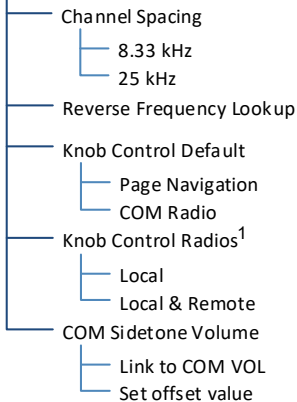 Channel Spacing
8.33 kHz
25 kHz
Reverse Frequency Lookup
Knob Control Default
Page Navigation
COM Radio
Knob Control Radios1
Local
Local & Remote
COM Sidetone Volume
Link to COM VOL
Set offset value